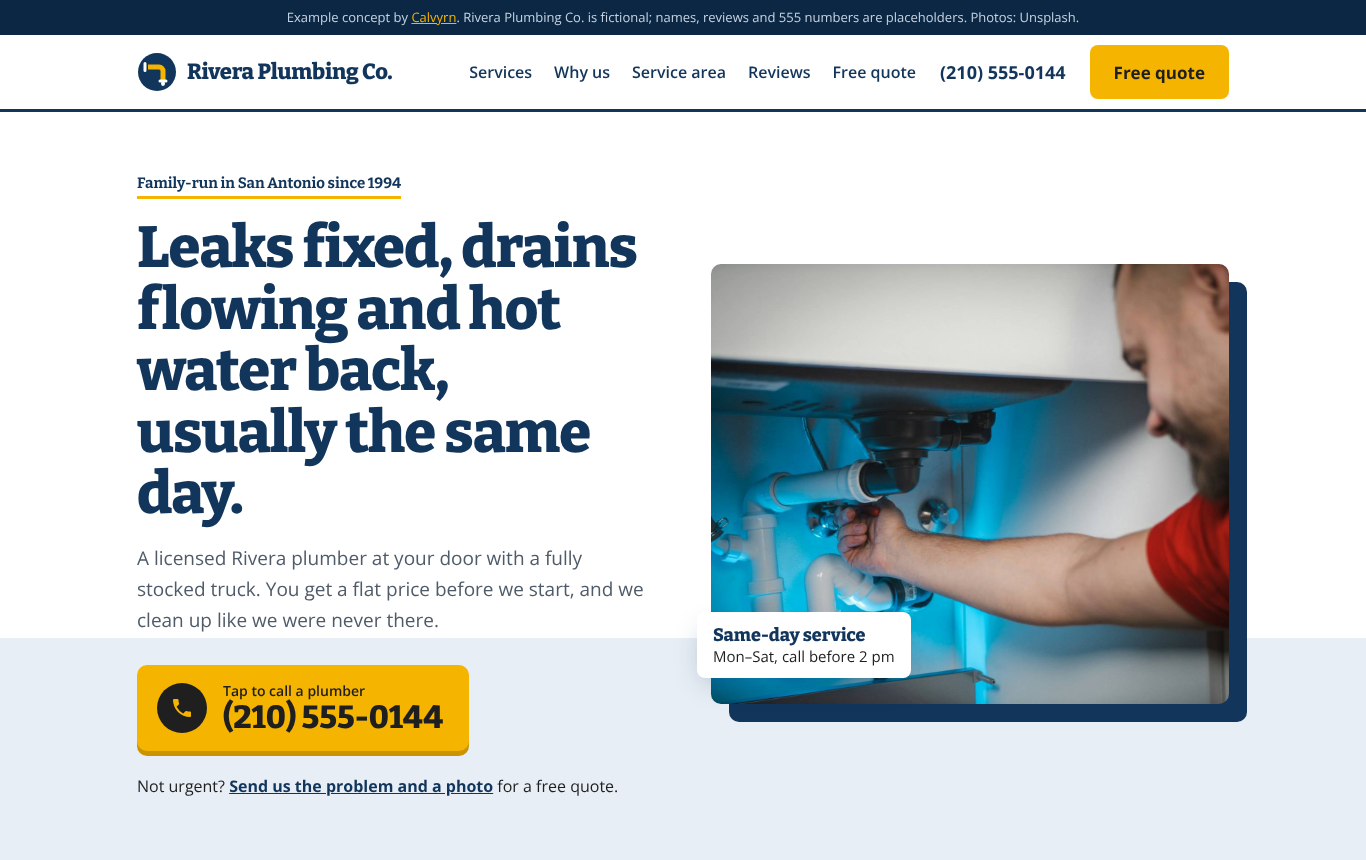 Example concept by Calvyrn. Rivera Plumbing Co. is fictional; names, reviews and 555 numbers are placeholders. Photos: Unsplash.
Rivera Plumbing Co.
Services
Why us
Service area
Reviews
Free quote
(210) 555-0144
Free quote
Family-run in San Antonio since 1994
Leaks fixed, drains
flowing and hot
water back,
usually the same
day.
A licensed Rivera plumber at your door with a fully
stocked truck. You get a flat price before we start, and we
clean up like we were never there.
Tap to call a plumber
(210) 555-0144
Not urgent? Send us the problem and a photo for a free quote.
Same-day service
Mon–Sat, call before 2 pm